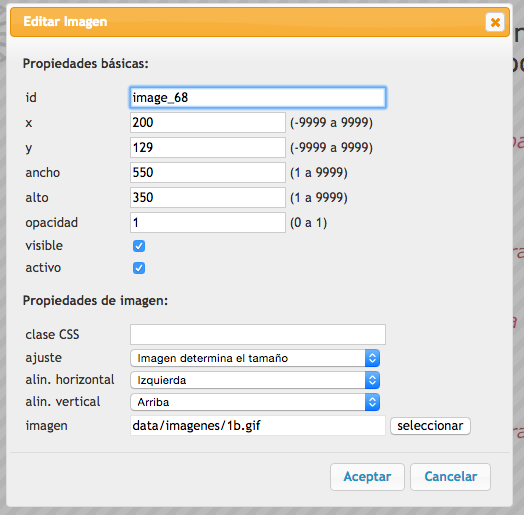 Editar Imagen
Propiedades básicas:
id image_68
x 200 (-9999 a 9999)
y 129 (-9999 a 9999)
ancho 550 (1 a 9999)
alto 350 (1 a 9999)
opacidad 1 (0 a 1)
visible
activo
Propiedades de imagen:
clase CSS
ajuste Imagen determina el tamaño
alin. horizontal Izquierda
alin. vertical Arriba
imagen data/imagenes/1b.gif seleccionar
Aceptar Cancelar